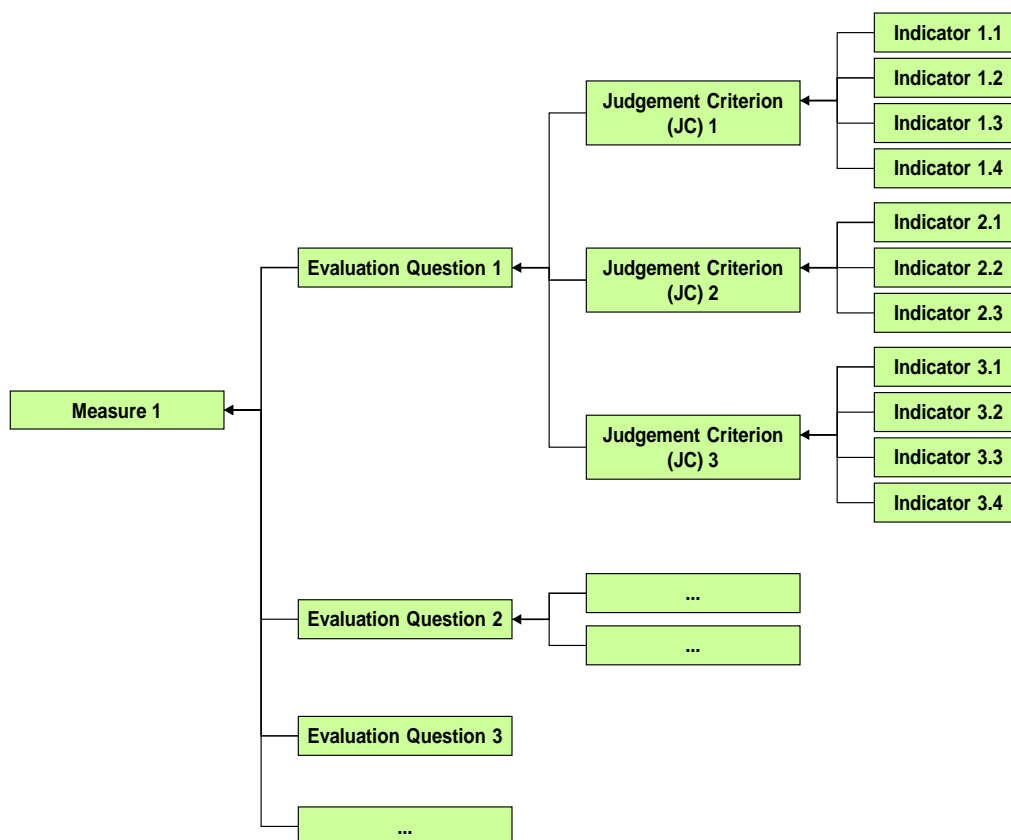 Indicator 1.1
Indicator 1.2
Judgement Criterion
(JC) 1
Indicator 1.3
Indicator 1.4
Indicator 2.1
Evaluation Question 1
Judgement Criterion
(JC) 2
Indicator 2.2
Indicator 2.3
Indicator 3.1
Measure 1
Indicator 3.2
Judgement Criterion
(JC) 3
Indicator 3.3
Indicator 3.4
...
Evaluation Question 2
...
Evaluation Question 3
...